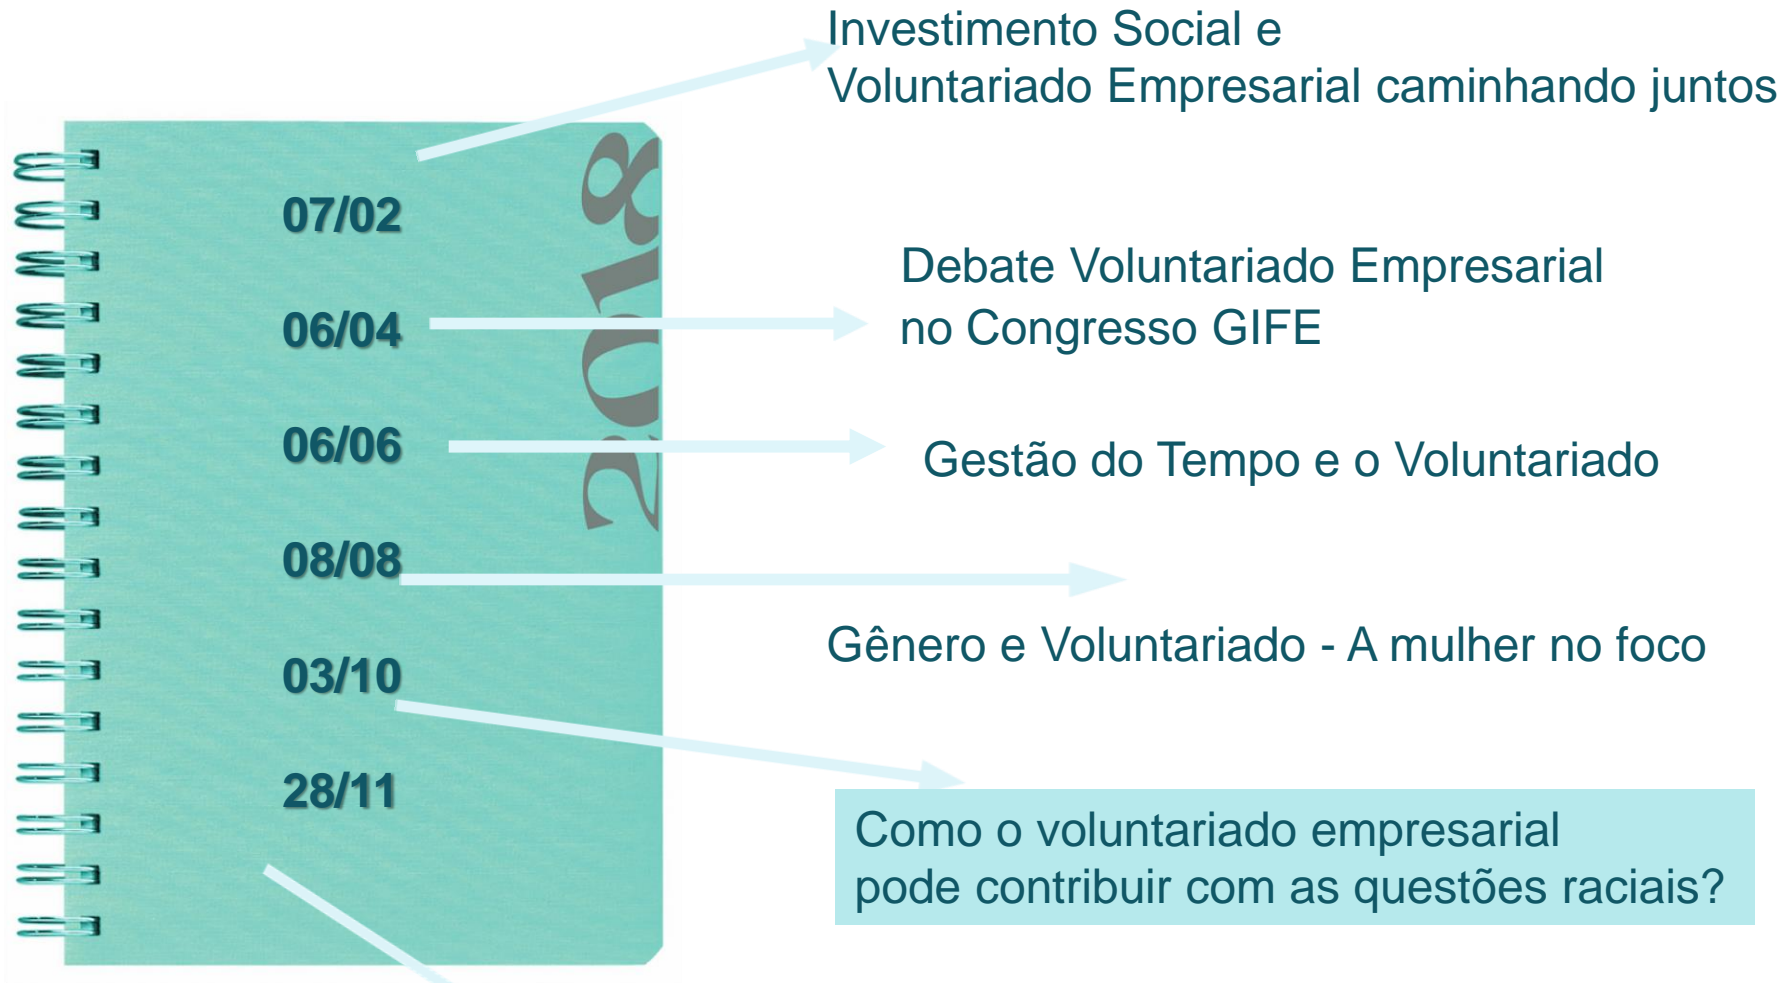 Investimento Social e
Voluntariado Empresarial caminhando juntos
2018
07/02
Debate Voluntariado Empresarial
06/04
no Congresso GIFE
06/06
Gestão do Tempo e o Voluntariado
08/08
Gênero e Voluntariado - A mulher no foco
03/10
28/11
Como o voluntariado empresarial
pode contribuir com as questões raciais?